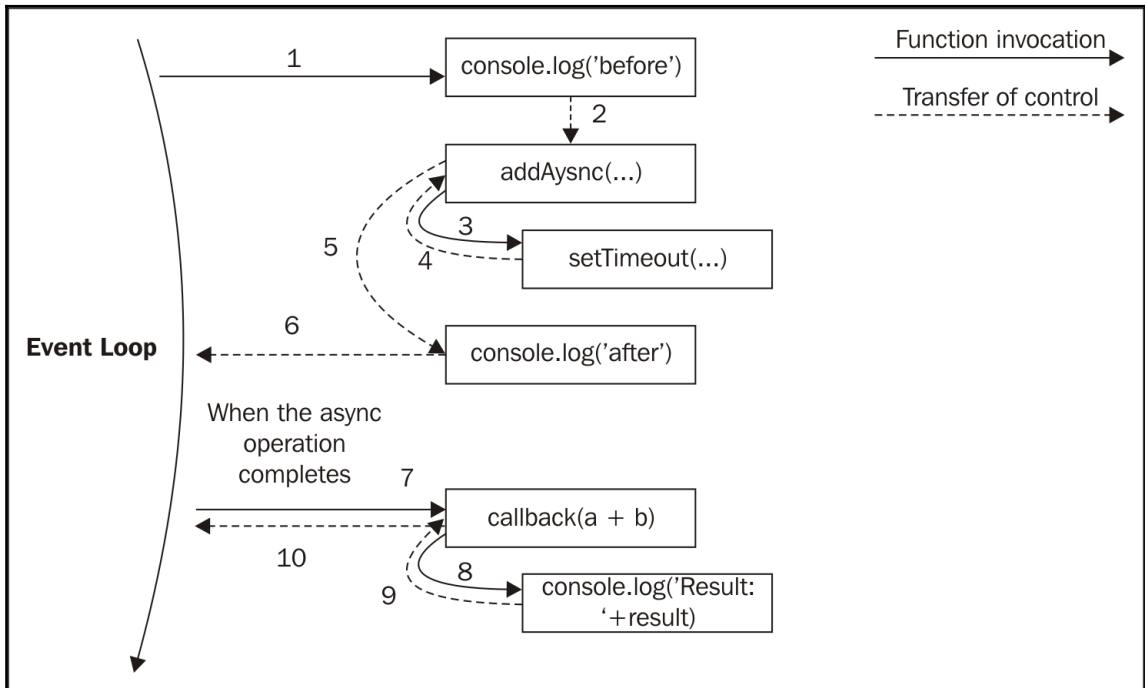 1
console.log('before')
Function invocation
2
Transfer of control
addAysnc(...)
3
4
5
setTimeout(...)
6
console.log('after')
Event Loop
When the async
operation
completes
7
callback(a + b)
10
8
9
console.log('Result:
‘+result)